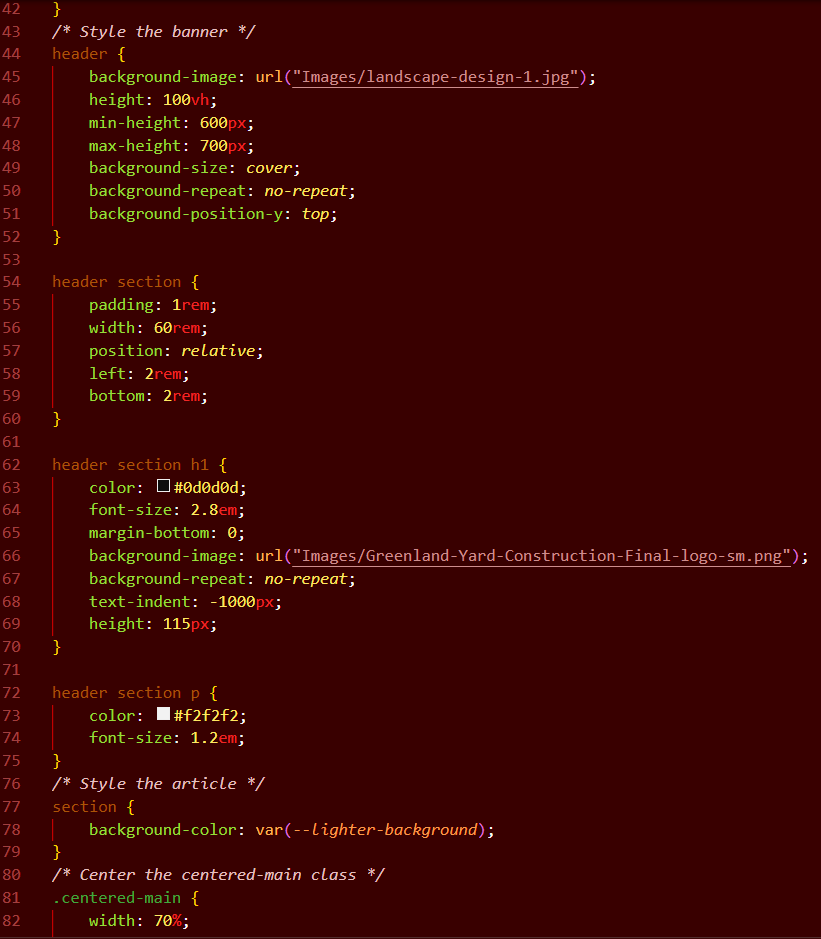 42 }
43 /* Style the banner */
44 header {
45 background-image: url("Images/landscape-design-1.jpg");
46 height: 100vh;
47 min-height: 600px;
48 max-height: 700px;
49 background-size: cover;
50 background-repeat: no-repeat;
51 background-position-y: top;
52 }
53
54 header section {
55 padding: 1rem;
56 width: 60rem;
57 position: relative;
58 left: 2rem;
59 bottom: 2rem;
60 }
61
62 header section h1 {
63 color: #0d0d0d;
64 font-size: 2.8em;
65 margin-bottom: 0;
66 background-image: url("Images/Greenland-Yard-Construction-Final-logo-sm.png");
67 background-repeat: no-repeat;
68 text-indent: -1000px;
69 height: 115px;
70 }
71
72 header section p {
73 color: #f2f2f2;
74 font-size: 1.2em;
75 }
76 /* Style the article */
77 section {
78 background-color: var(--lighter-background);
79 }
80 /* Center the centered-main class */
81 .centered-main {
82 width: 70%;